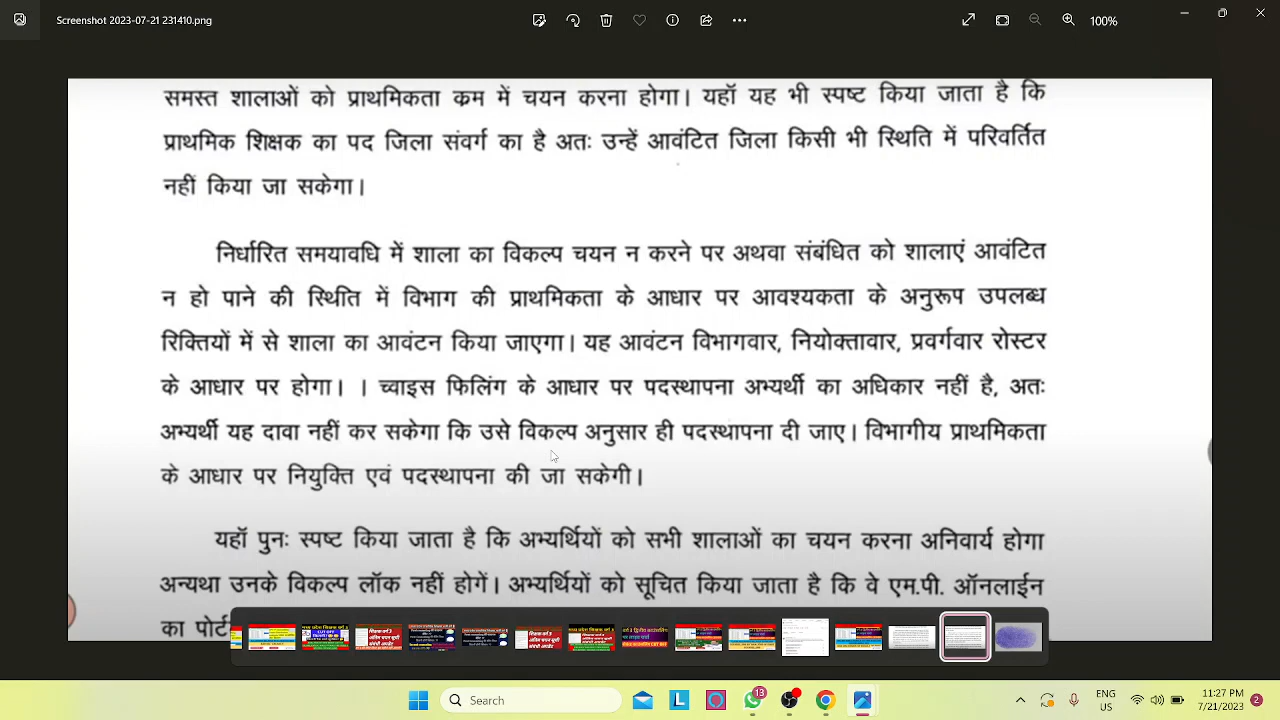 Screenshot 2023-07-21 231410.png
100%
समस्त शालाओं को प्राथमिकता क्रम में चयन करना होगा। यहॉ यह भी स्पष्ट किया जाता है कि
प्राथमिक शिक्षक का पद जिला संवर्ग का है अतः उन्हें आवंटित जिला किसी भी स्थिति में परिवर्तित
नहीं किया जा सकेगा।
निर्धारित समयावधि में शाला का विकल्प चयन न करने पर अथवा संबंधित को शालाएं आवंटित
न हो पाने की स्थिति में विभाग की प्राथमिकता के आधार पर आवश्यकता के अनुरूप उपलब्ध
रिक्तियों में से शाला का आवंटन किया जाएगा। यह आवंटन विभागवार, नियोक्तावार, प्रवर्गवार रोस्टर
के आधार पर होगा। । च्वाइस फिलिंग के आधार पर पदस्थापना अभ्यर्थी का अधिकार नहीं है, अतः
अभ्यर्थी यह दावा नहीं कर सकेगा कि उसे विकल्प अनुसार ही पदस्थापना दी जाए। विभागीय प्राथमिकता
के आधार पर नियुक्ति एवं पदस्थापना की जा सकेगी।
यहॉ पुनः स्पष्ट किया जाता है कि अभ्यर्थियों को सभी शालाओं का चयन करना अनिवार्य होगा
अन्यथा उनके विकल्प लॉक नहीं होगें। अभ्यर्थियों को सूचित किया जाता है कि वे एम.पी. ऑनलाईन
का
Search
13
ENG
US
11:27 PM
7/21/2023
2